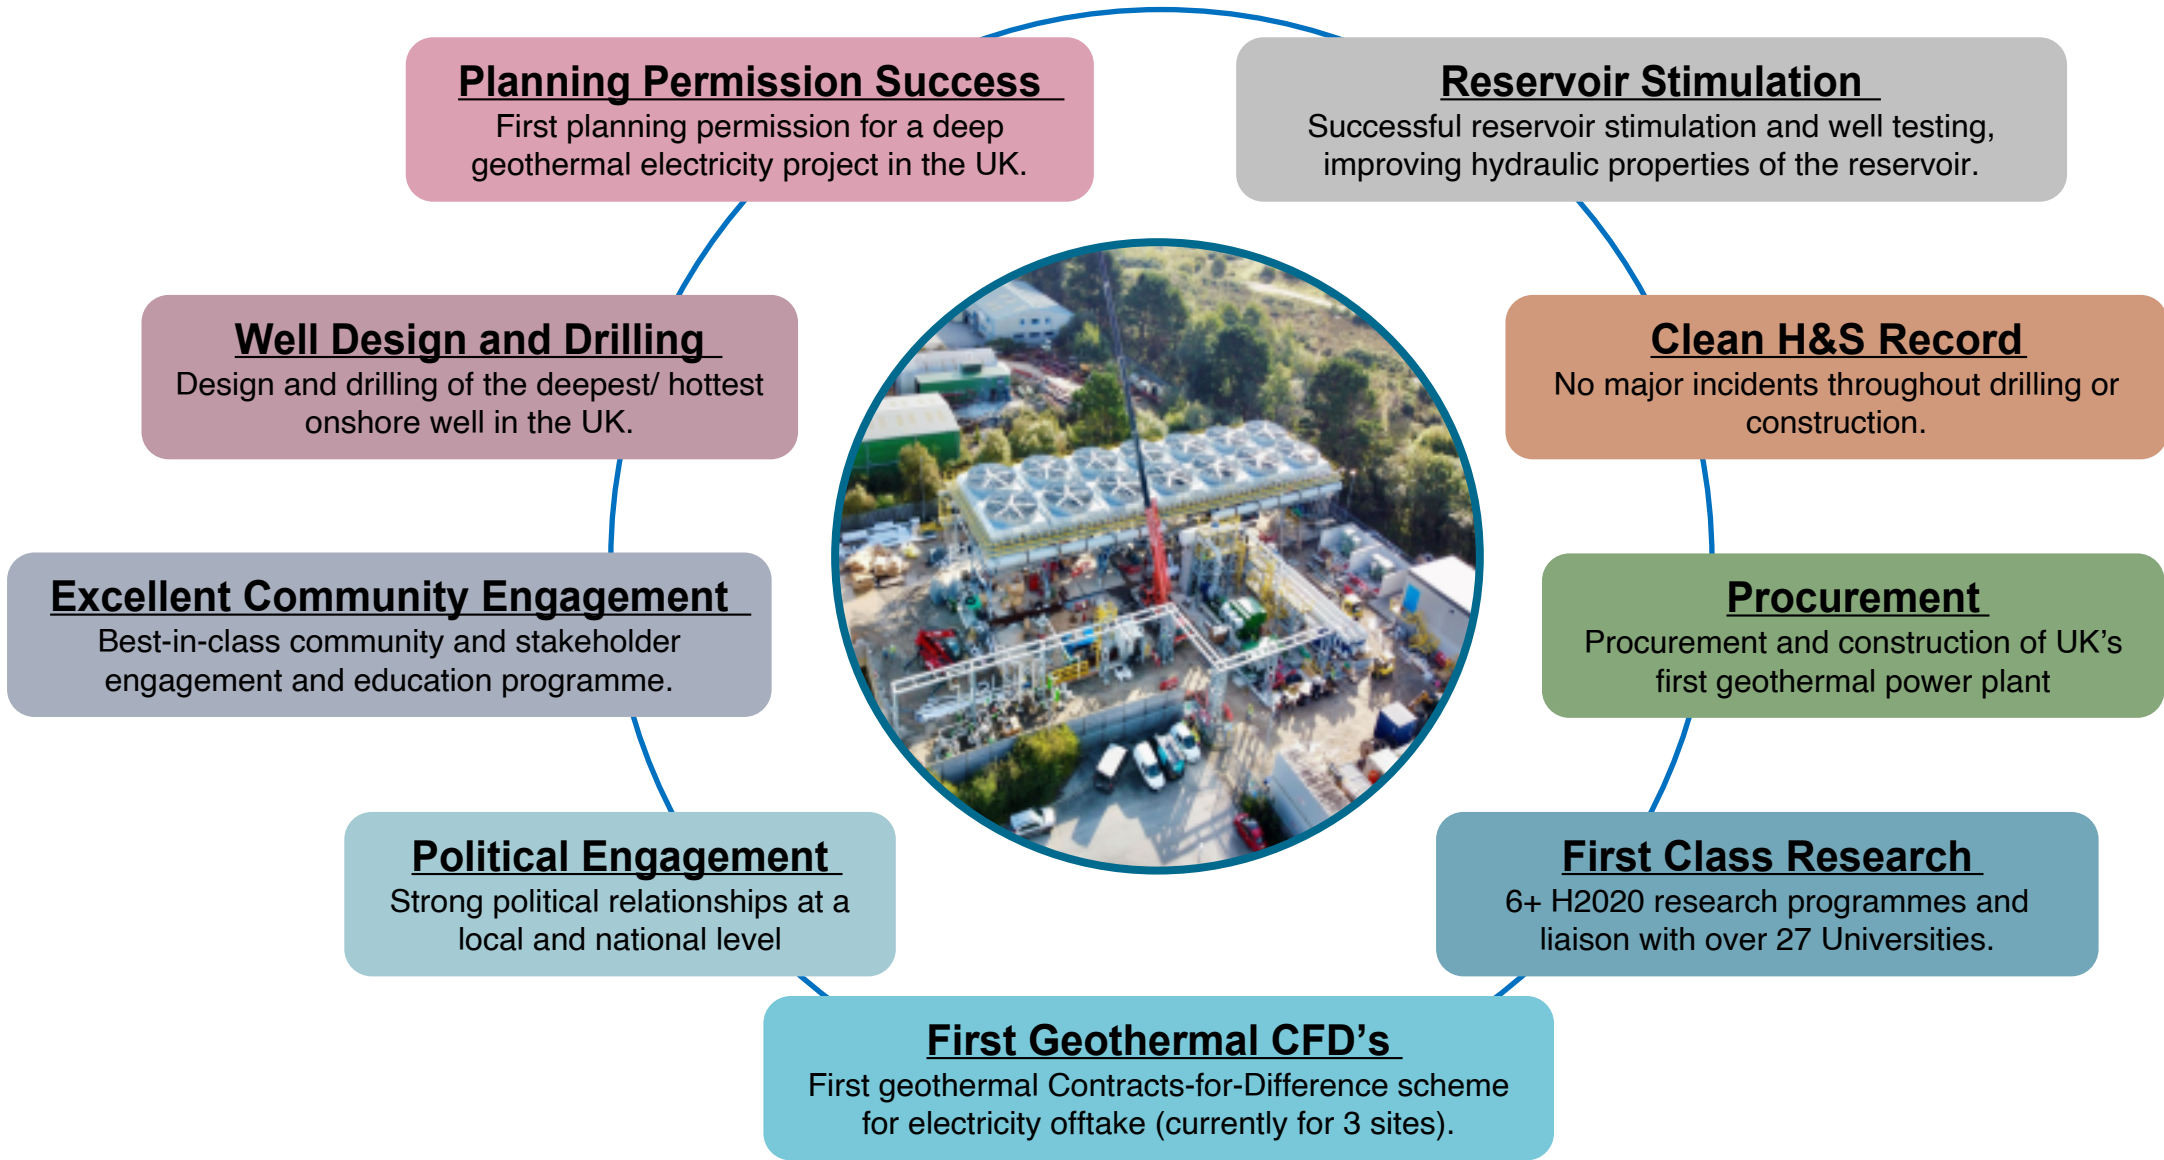 Planning Permission Success
First planning permission for a deep
geothermal electricity project in the UK.
Reservoir Stimulation
Successful reservoir stimulation and well testing,
improving hydraulic properties of the reservoir.
Well Design and Drilling
Design and drilling of the deepest/ hottest
onshore well in the UK.
Clean H&S Record
No major incidents throughout drilling or
construction.
Excellent Community Engagement
Best-in-class community and stakeholder
engagement and education programme.
Procurement
Procurement and construction of UK’s
first geothermal power plant
Political Engagement
Strong political relationships at a
local and national level
First Class Research
6+ H2020 research programmes and
liaison with over 27 Universities.
First Geothermal CFD’s
First geothermal Contracts-for-Difference scheme
for electricity offtake (currently for 3 sites).